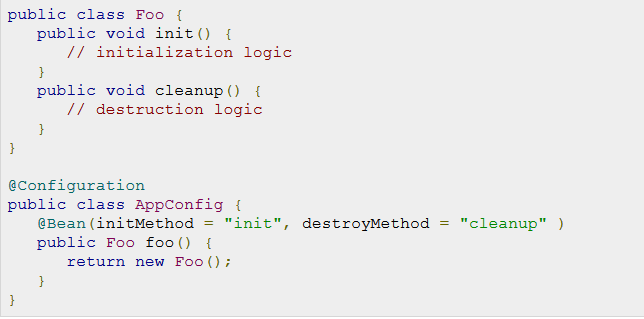 public class Foo {
   public void init() {
      // initialization logic
   }
   public void cleanup() {
      // destruction logic
   }
}

@Configuration
public class AppConfig {
   @Bean(initMethod = "init", destroyMethod = "cleanup" )
   public Foo foo() {
      return new Foo();
   }
}